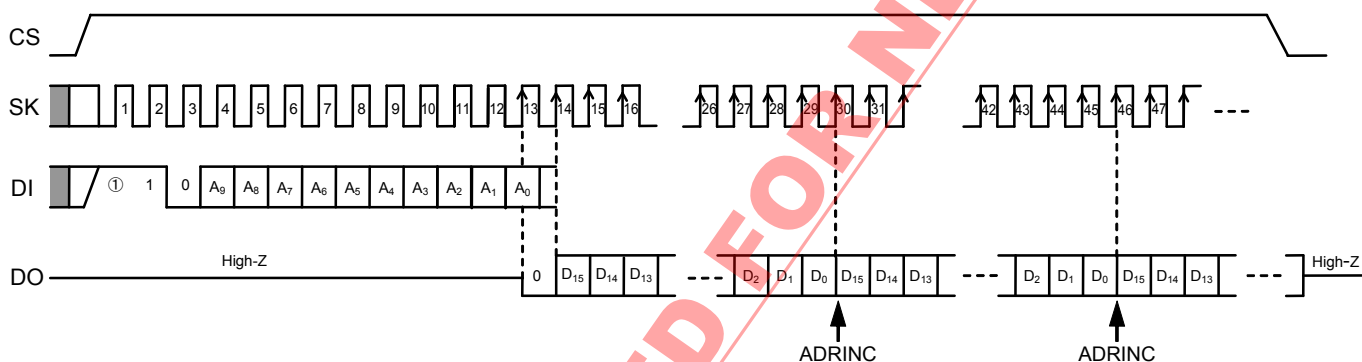 CS
SK 1 2 3 4 5 6 7 8 9 10 11 12 13 14 15 16 26 27 28 29 30 31 42 43 44 45 46 47
DI ① 1 0 A₉ A₈ A₇ A₆ A₅ A₄ A₃ A₂ A₁ A₀
DO High-Z 0 D₁₅ D₁₄ D₁₃ D₂ D₁ D₀ D₁₅ D₁₄ D₁₃ D₂ D₁ D₀ D₁₅ D₁₄ D₁₃ High-Z
ADRINC ADRINC
ED FOR